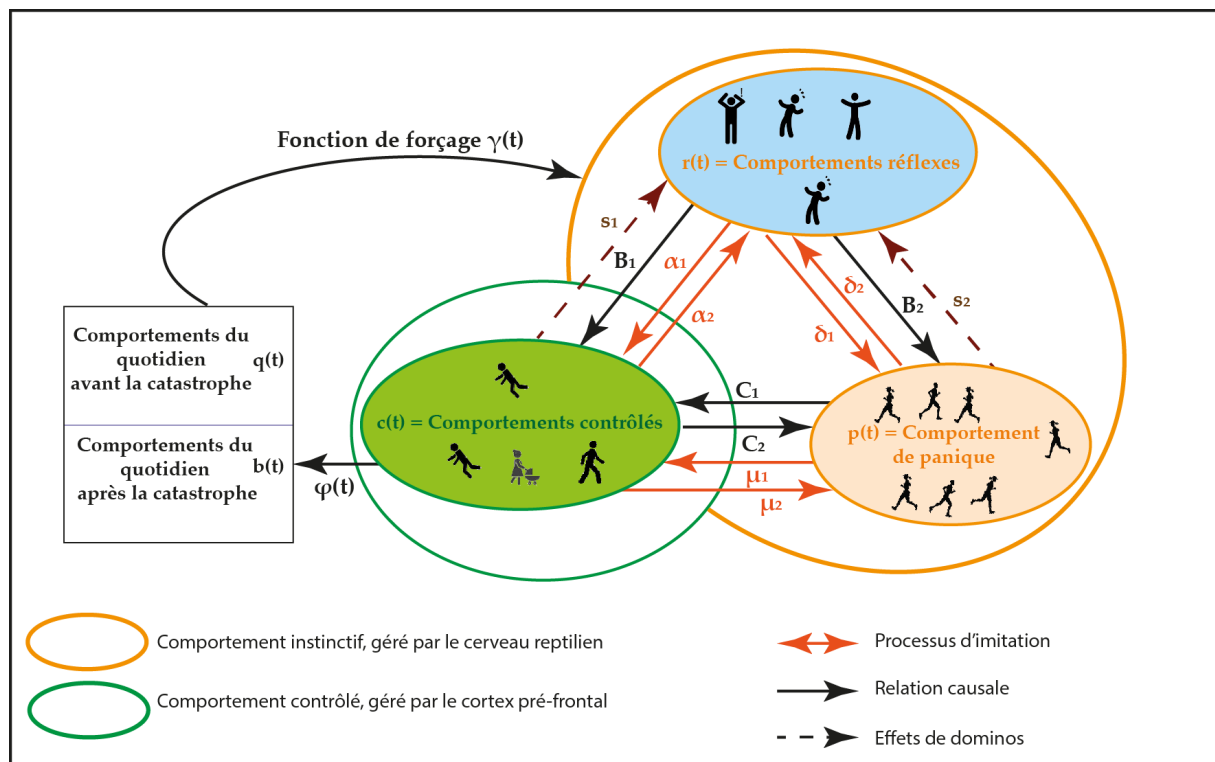 Fonction de forçage γ(t)
r(t) = Comportements réflexes
s1
B1
α1
α2
δ2
δ1
B2
s2
Comportements du
quotidien q(t)
avant la catastrophe
Comportements du
quotidien b(t)
après la catastrophe
φ(t)
c(t) = Comportements contrôlés
C1
C2
μ1
μ2
p(t) = Comportement
de panique
Comportement instinctif, géré par le cerveau reptilien
Comportement contrôlé, géré par le cortex pré-frontal
Processus d'imitation
Relation causale
Effets de dominos